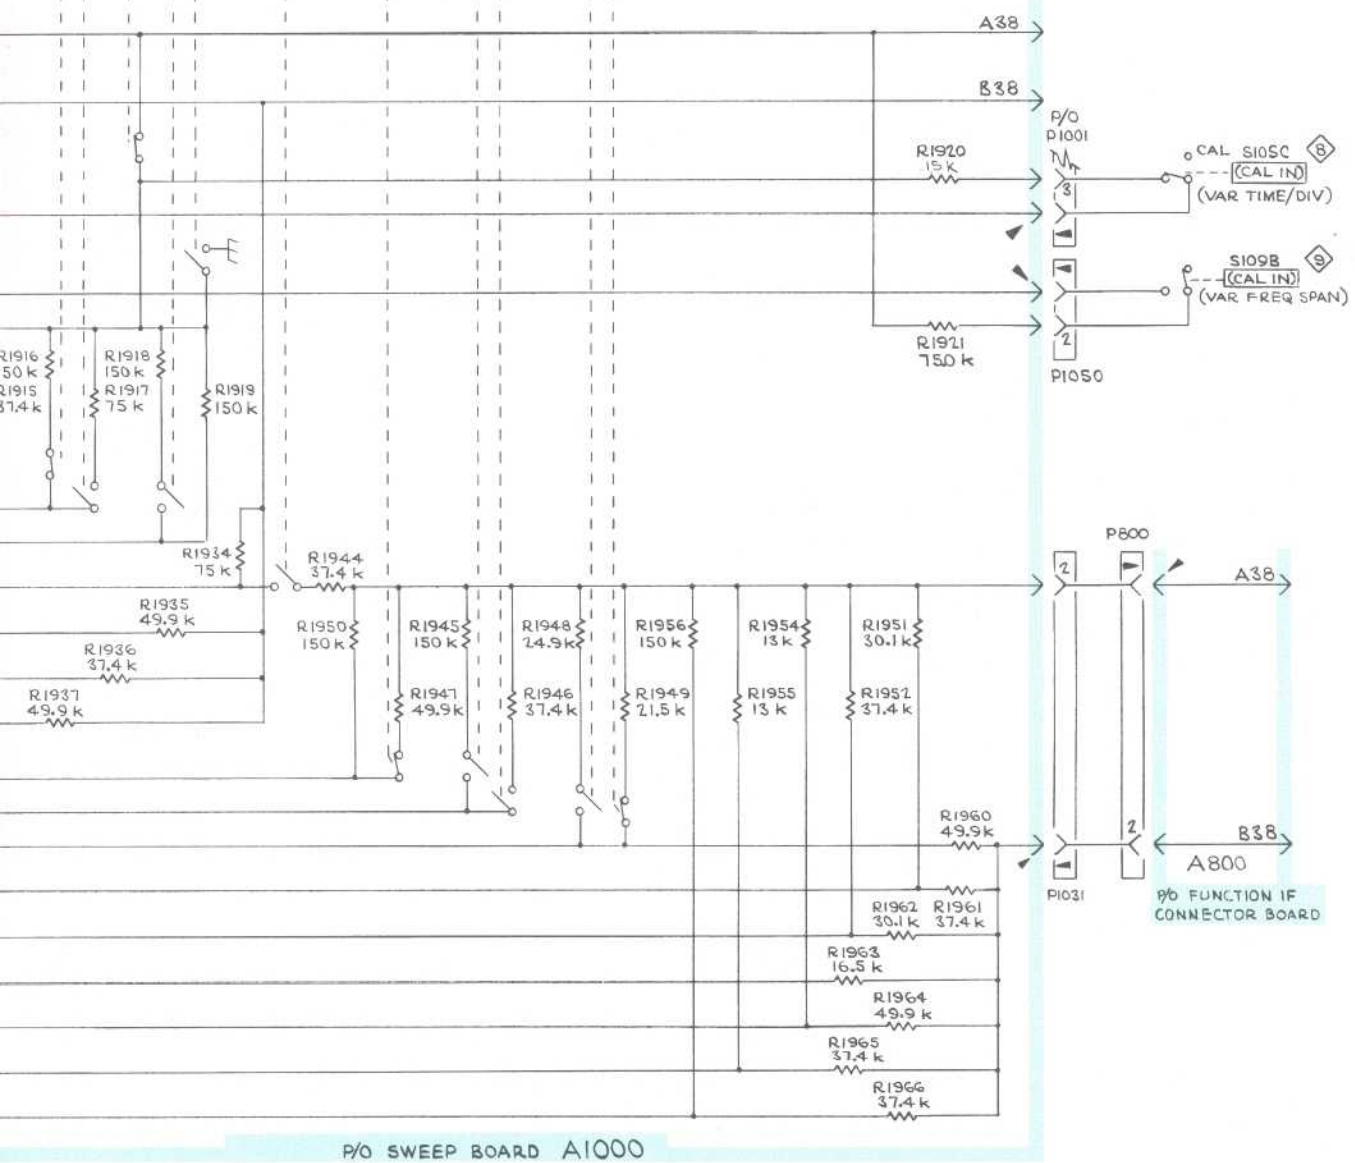 A38
B38
P/O
P1001
R1920
15K
3
CAL S105C 8
(CAL IN)
(VAR TIME/DIV)
S109B 9
(CAL IN)
(VAR FREQ SPAN)
R1921
750 k
2
P1050
R1916
50 k
R1915
37.4 k
R1918
150 k
R1917
75 k
R1919
150 k
R1934
75 k
R1944
37.4 k
R1935
49.9 k
R1936
37.4 k
R1937
49.9 k
R1950
150 k
R1945
150 k
R1948
24.9 k
R1956
150 k
R1954
13 k
R1951
30.1 k
R1947
49.9 k
R1946
37.4 k
R1949
21.5 k
R1955
13 k
R1952
37.4 k
P800
2
A38
2
B38
A800
P1031
P/O FUNCTION IF
CONNECTOR BOARD
R1960
49.9k
R1962
30.1 k
R1961
37.4 k
R1963
16.5 k
R1964
49.9 k
R1965
37.4 k
R1966
37.4 k
P/O SWEEP BOARD A1000